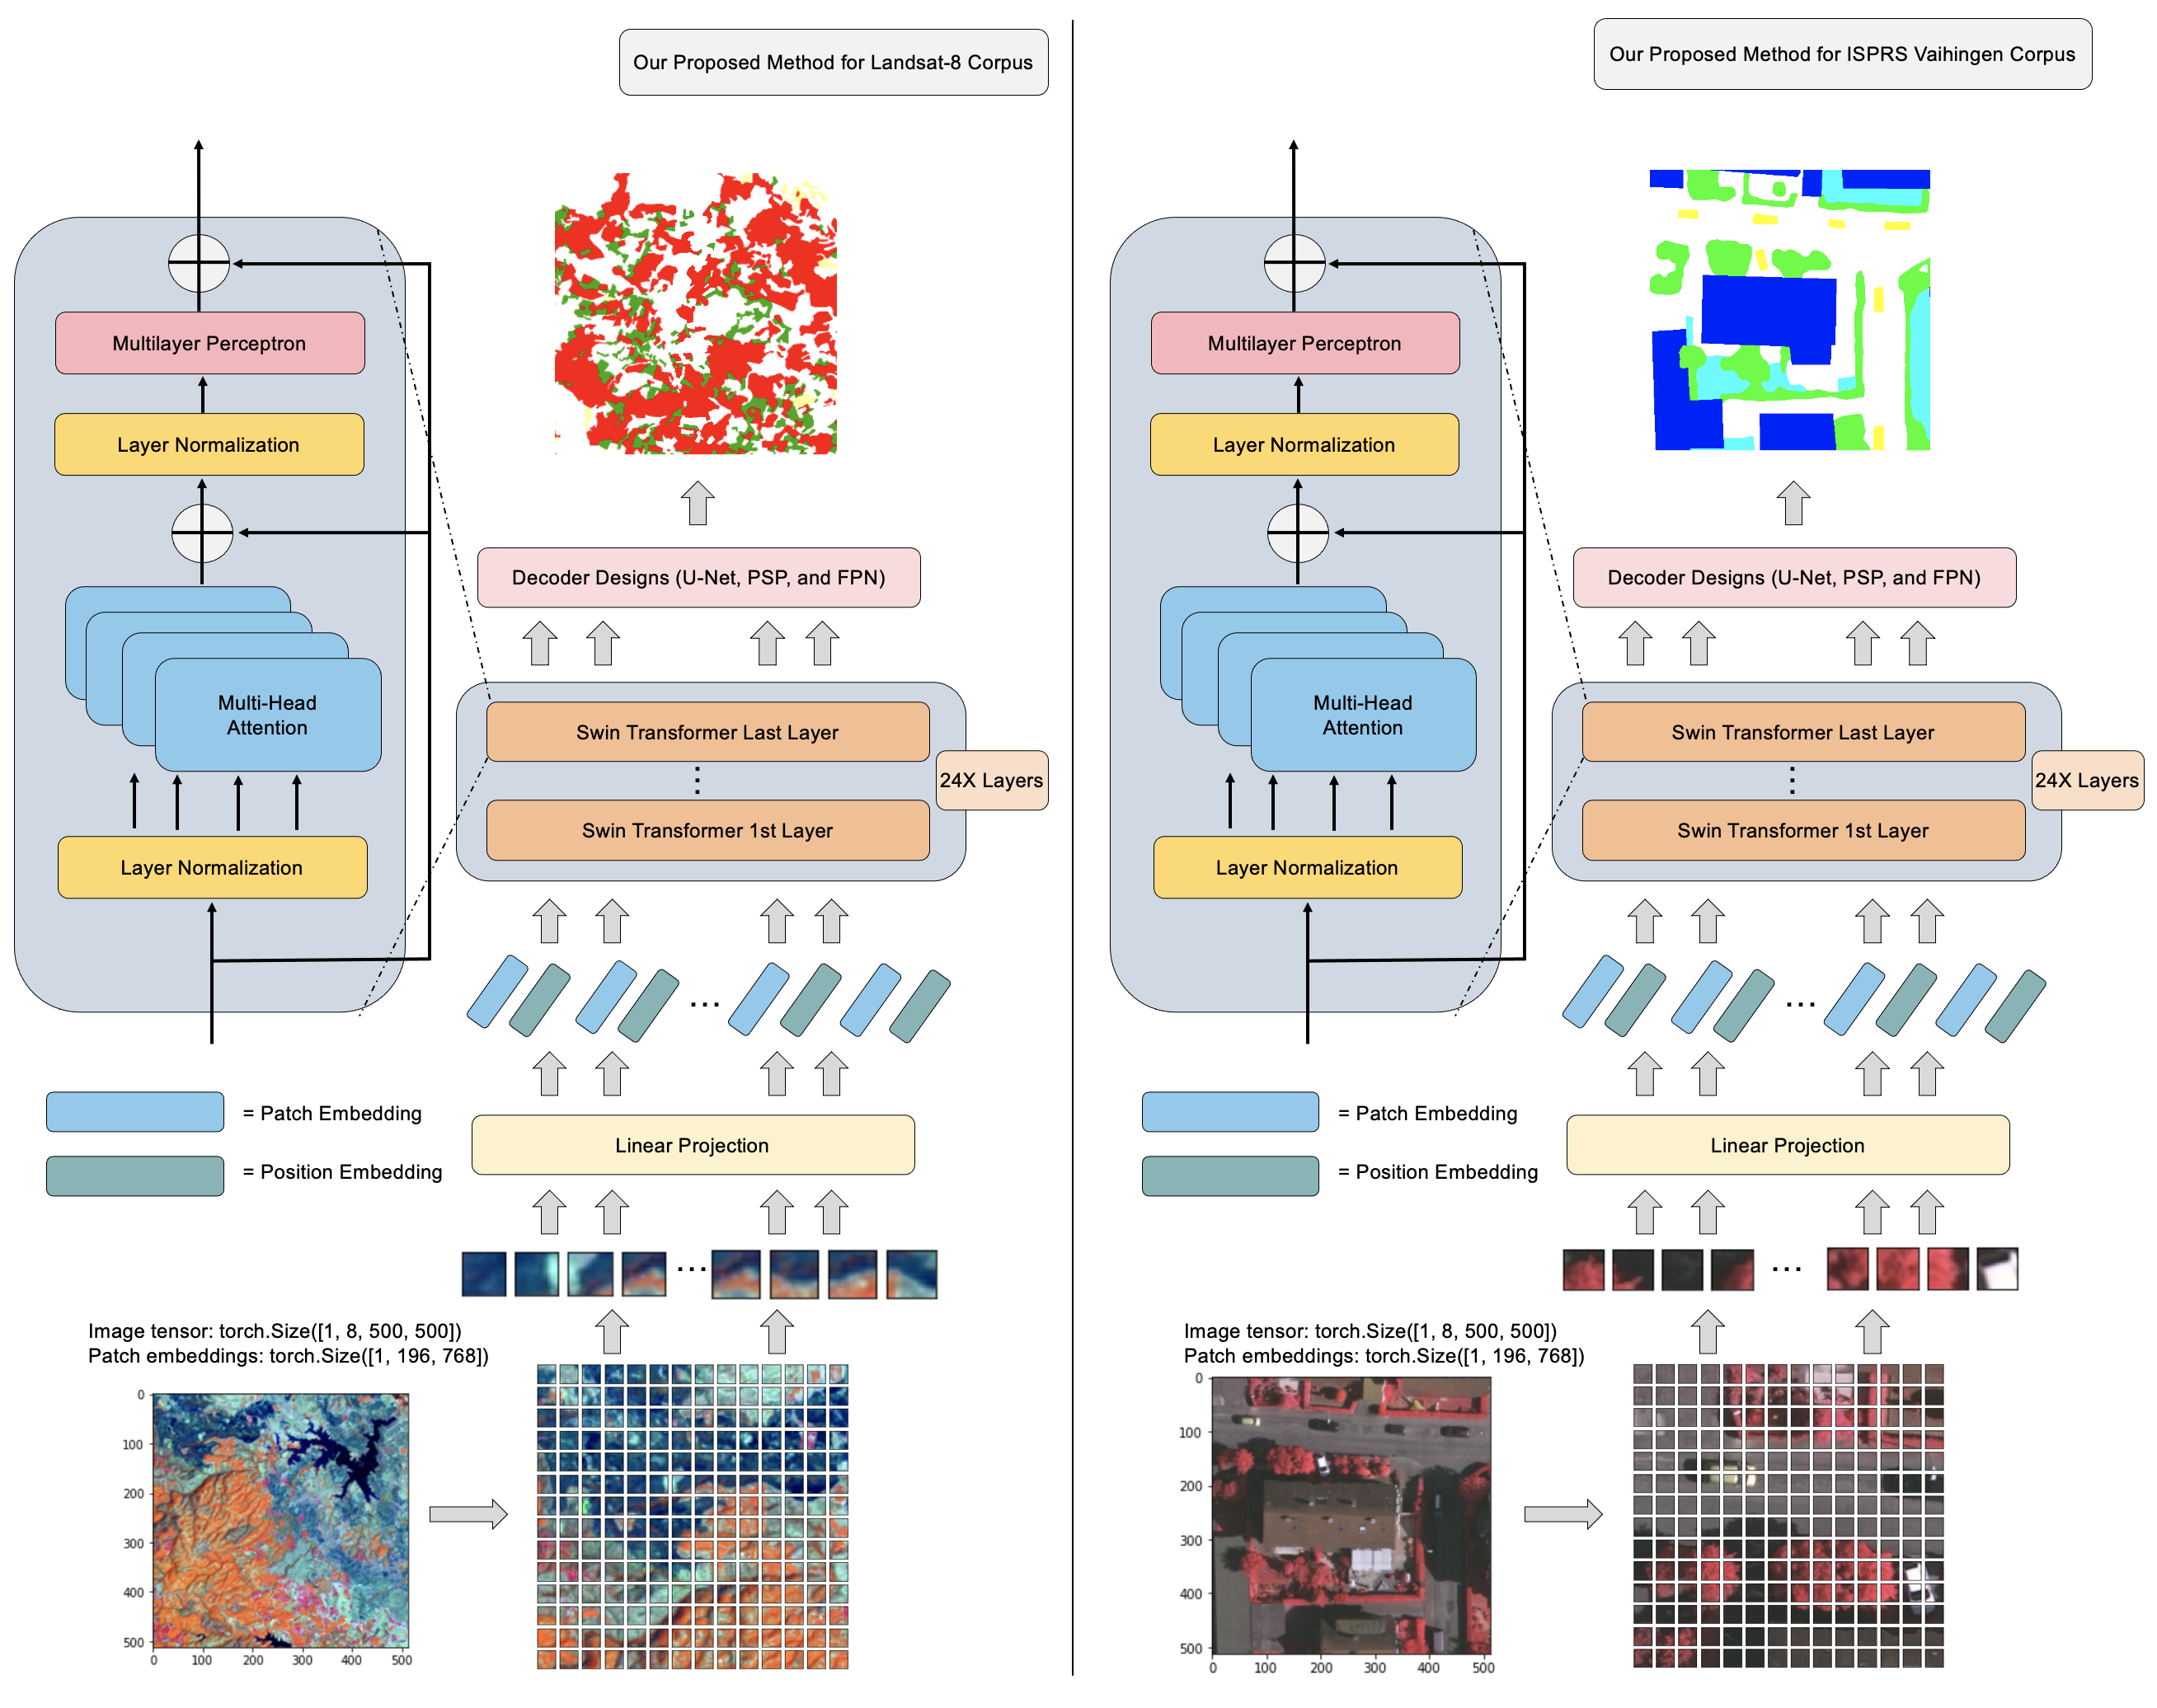 Our Proposed Method for Landsat-8 Corpus
Multilayer Perceptron
Layer Normalization
Multi-Head
Attention
Layer Normalization
Decoder Designs (U-Net, PSP, and FPN)
Swin Transformer Last Layer
24X Layers
Swin Transformer 1st Layer
...
= Patch Embedding
= Position Embedding
Linear Projection
...
Image tensor: torch.Size([1, 8, 500, 500])
Patch embeddings: torch.Size([1, 196, 768])
0
100
200
300
400
500
0 100 200 300 400 500
Our Proposed Method for ISPRS Vaihingen Corpus
Multilayer Perceptron
Layer Normalization
Multi-Head
Attention
Layer Normalization
Decoder Designs (U-Net, PSP, and FPN)
Swin Transformer Last Layer
24X Layers
Swin Transformer 1st Layer
...
= Patch Embedding
= Position Embedding
Linear Projection
...
Image tensor: torch.Size([1, 8, 500, 500])
Patch embeddings: torch.Size([1, 196, 768])
0
100
200
300
400
500
0 100 200 300 400 500